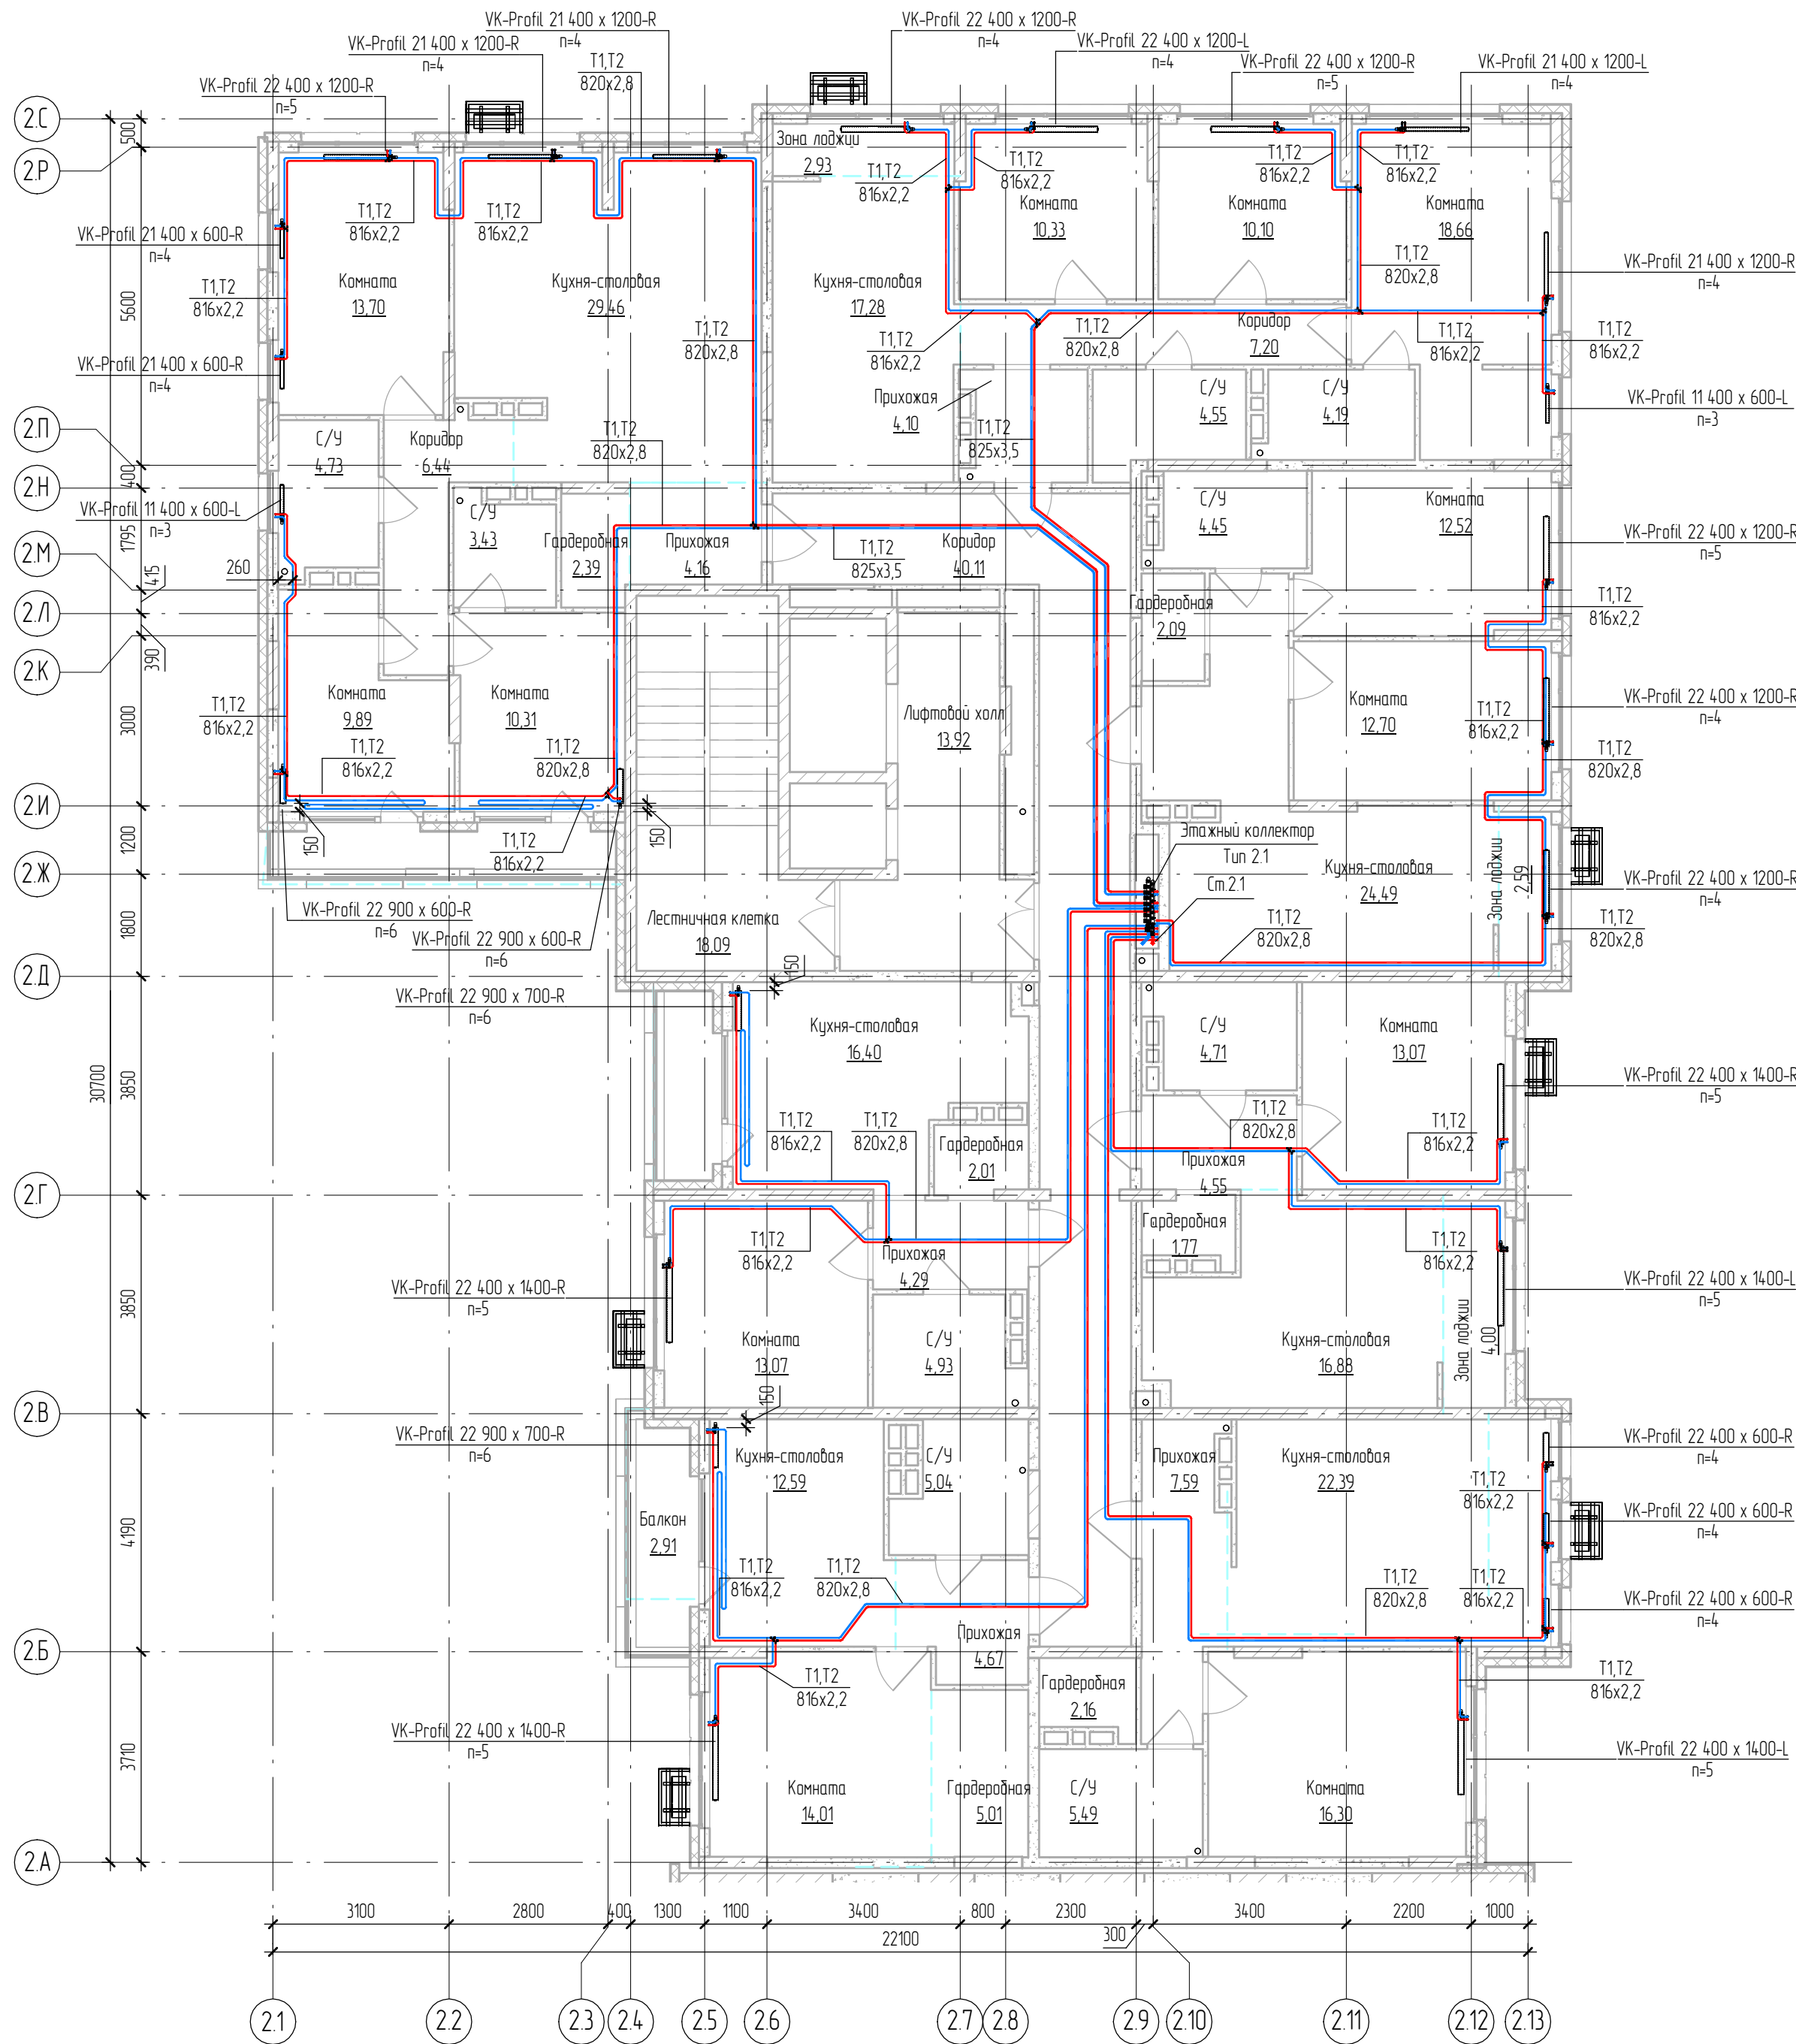 VK-Profil 21 400 x 1200-R
n=4
VK-Profil 22 400 x 1200-R
n=4
VK-Profil 21 400 x 1200-R
n=4
T1,T2
820x2,8
VK-Profil 22 400 x 1200-L
n=4
VK-Profil 22 400 x 1200-R
n=5
VK-Profil 22 400 x 1200-R
n=5
VK-Profil 21 400 x 1200-L
n=4
2.С
500
2.Р
Зона лоджии
2,93
T1,T2
816x2,2
T1,T2
816x2,2
T1,T2
816x2,2
T1,T2
816x2,2
T1,T2
816x2,2
T1,T2
816x2,2
Комната
10,33
Комната
10,10
Комната
18,66
VK-Profil 21 400 x 600-R
n=4
T1,T2
816x2,2
Комната
13,70
Кухня-столовая
29,46
Кухня-столовая
17,28
T1,T2
820x2,8
VK-Profil 21 400 x 1200-R
n=4
5600
T1,T2
820x2,8
T1,T2
816x2,2
T1,T2
820x2,8
Коридор
7,20
T1,T2
816x2,2
T1,T2
816x2,2
VK-Profil 21 400 x 600-R
n=4
Прихожая
4,10
С/У
4,55
С/У
4,19
VK-Profil 11 400 x 600-L
n=3
2.П
С/У
4,73
Коридор
6,44
T1,T2
820x2,8
T1,T2
825x3,5
400
2.Н
VK-Profil 11 400 x 600-L
n=3
С/У
3,43
С/У
4,45
Комната
12,52
1795
Гардеробная
2,39
Прихожая
4,16
T1,T2
825x3,5
Коридор
40,11
VK-Profil 22 400 x 1200-R
n=5
2.М
260
415
T1,T2
816x2,2
2.Л
Гардеробная
2,09
390
2.К
T1,T2
816x2,2
Комната
9,89
Комната
10,31
Лифтовой холл
13,92
Комната
12,70
T1,T2
816x2,2
VK-Profil 22 400 x 1200-R
n=4
3000
T1,T2
816x2,2
T1,T2
820x2,8
T1,T2
820x2,8
2.И
150
150
T1,T2
816x2,2
Этажный коллектор
Тип 2.1
1200
2.Ж
Ст.2.1
Кухня-столовая
24,49
Зона лоджии
2,59
VK-Profil 22 400 x 1200-R
n=4
VK-Profil 22 900 x 600-R
n=6
VK-Profil 22 900 x 600-R
n=6
Лестничная клетка
18,09
T1,T2
820x2,8
T1,T2
820x2,8
1800
2.Д
150
VK-Profil 22 900 x 700-R
n=6
Кухня-столовая
16,40
С/У
4,71
Комната
13,07
VK-Profil 22 400 x 1400-R
n=5
30700
3850
T1,T2
816x2,2
T1,T2
820x2,8
Гардеробная
2,01
T1,T2
820x2,8
T1,T2
816x2,2
Прихожая
4,55
2.Г
Гардеробная
1,77
T1,T2
816x2,2
T1,T2
816x2,2
Прихожая
4,29
VK-Profil 22 400 x 1400-R
n=5
VK-Profil 22 400 x 1400-L
n=5
3850
Комната
13,07
С/У
4,93
Кухня-столовая
16,88
Зона лоджии
4,00
2.В
150
VK-Profil 22 900 x 700-R
n=6
Кухня-столовая
12,59
С/У
5,04
Прихожая
7,59
Кухня-столовая
22,39
VK-Profil 22 400 x 600-R
n=4
T1,T2
816x2,2
VK-Profil 22 400 x 600-R
n=4
4190
Балкон
2,91
T1,T2
816x2,2
T1,T2
820x2,8
T1,T2
820x2,8
T1,T2
816x2,2
VK-Profil 22 400 x 600-R
n=4
2.Б
Прихожая
4,67
T1,T2
816x2,2
Гардеробная
2,16
T1,T2
816x2,2
VK-Profil 22 400 x 1400-R
n=5
VK-Profil 22 400 x 1400-L
n=5
3710
Комната
14,01
Гардеробная
5,01
С/У
5,49
Комната
16,30
2.А
3100
2800
400
1300
1100
3400
800
2300
300
3400
2200
1000
22100
2.1
2.2
2.3
2.4
2.5
2.6
2.7
2.8
2.9
2.10
2.11
2.12
2.13